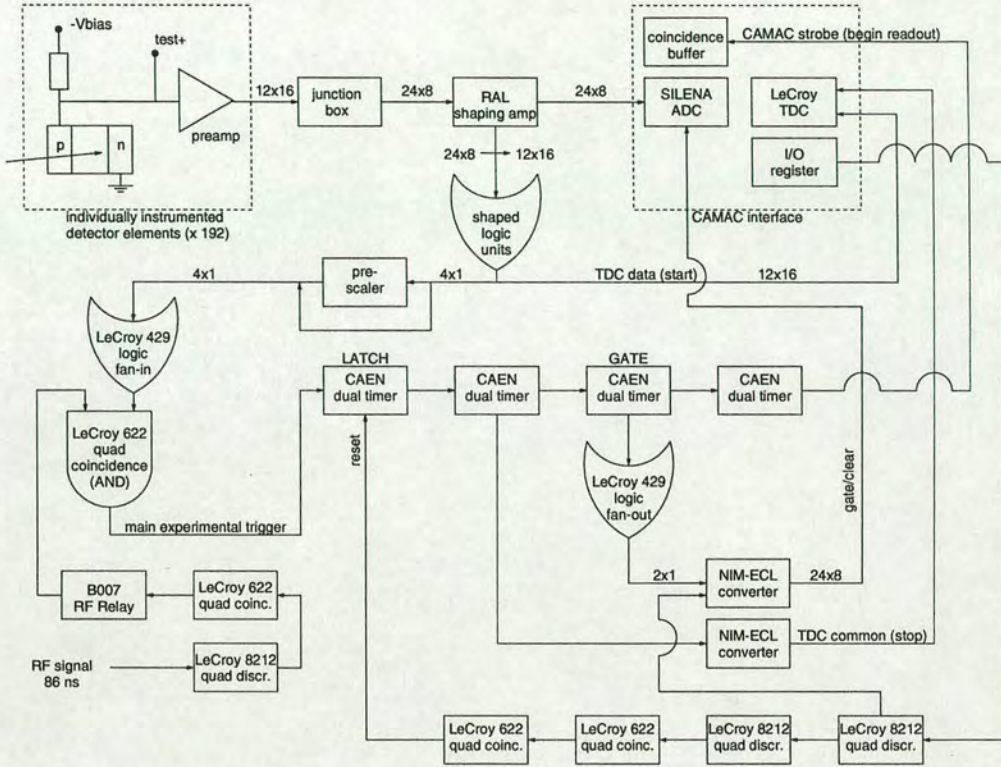 -Vbias
test+
12x16
preamp
p
n
individually instrumented
detector elements (x 192)
junction
box
24x8
RAL
shaping amp
24x8
coincidence
buffer
CAMAC strobe (begin readout)
SILENA
ADC
LeCroy
TDC
I/O
register
CAMAC interface
24x8
12x16
shaped
logic
units
4x1
pre-
scaler
4x1
TDC data (start)
12x16
LeCroy 429
logic
fan-in
LATCH
CAEN
dual timer
CAEN
dual timer
GATE
CAEN
dual timer
CAEN
dual timer
LeCroy 622
quad
coincidence
(AND)
reset
LeCroy 429
logic
fan-out
gate/clear
main experimental trigger
B007
RF Relay
LeCroy 622
quad coinc.
2x1
NIM-ECL
converter
24x8
NIM-ECL
converter
TDC common (stop)
RF signal
86 ns
LeCroy 8212
quad discr.
LeCroy 622
quad coinc.
LeCroy 622
quad coinc.
LeCroy 8212
quad discr.
LeCroy 8212
quad discr.